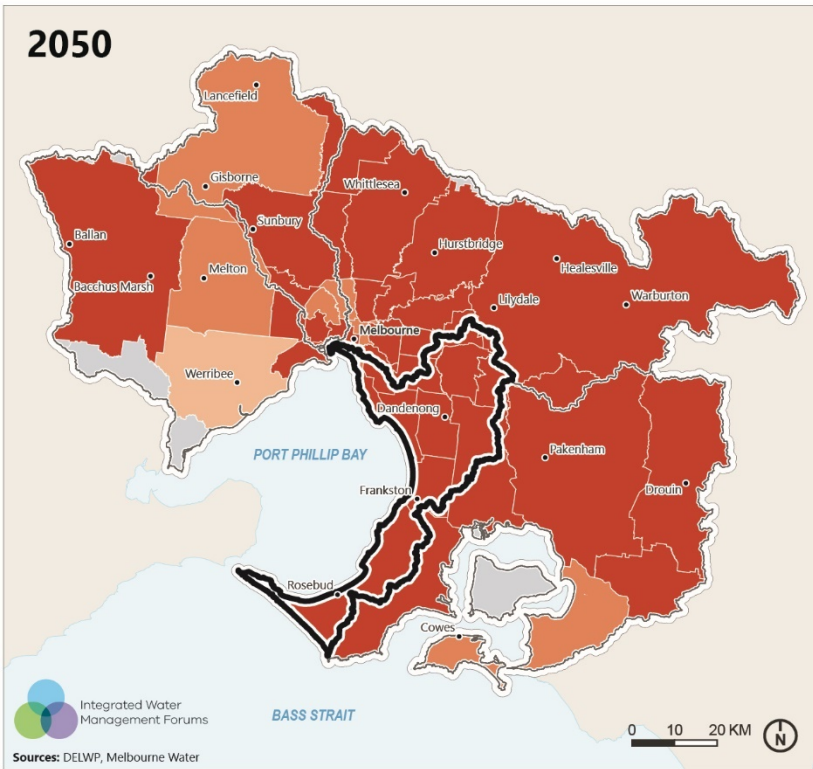 2050
Lancefield
Gisborne
Whittlesea
Sunbury
Ballan
Hurstbridge
Healesville
Bacchus Marsh
Melton
Lilydale
Warburton
Melbourne
Werribee
Dandenong
PORT PHILLIP BAY
Pakenham
Frankston
Drouin
Rosebud
Cowes
Integrated Water
Management Forums
BASS STRAIT
0 10 20 KM
N
Sources: DELWP, Melbourne Water